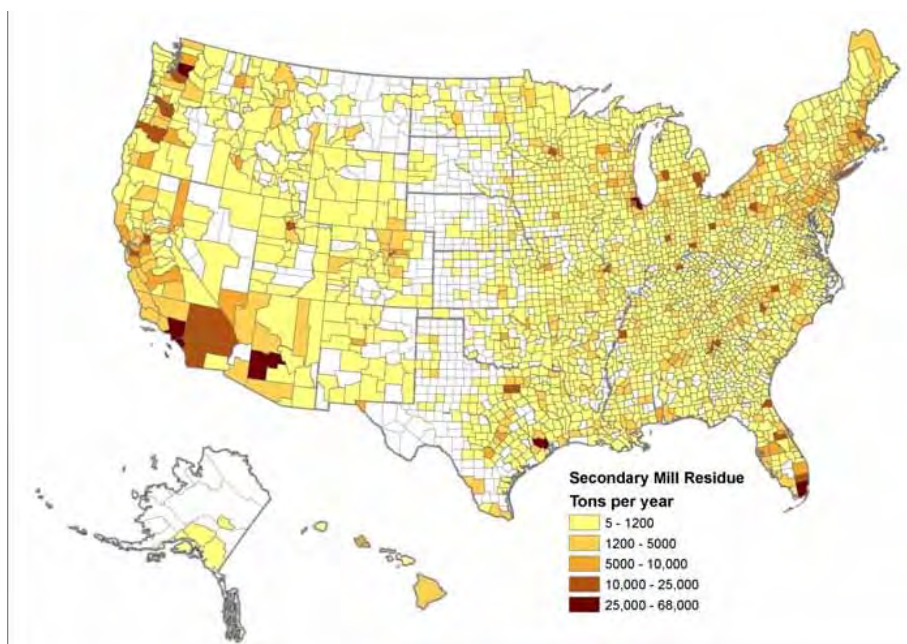 Secondary Mill Residue
Tons per year
5 - 1200
1200 - 5000
5000 - 10,000
10,000 - 25,000
25,000 - 68,000